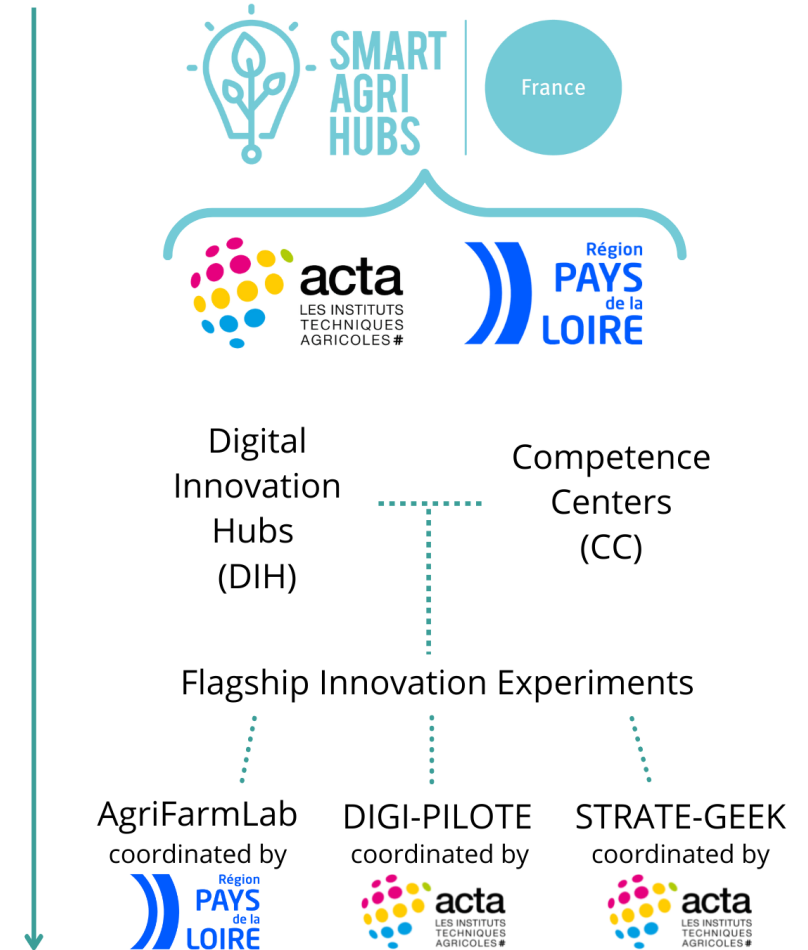 SMART
AGRI
HUBS
France
acta
LES INSTITUTS
TECHNIQUES
AGRICOLES#
Région
PAYS
de la
LOIRE
Digital
Innovation
Hubs
(DIH)
Competence
Centers
(CC)
Flagship Innovation Experiments
AgriFarmLab
coordinated by
Région
PAYS
de la
LOIRE
DIGI-PILOTE
coordinated by
acta
LES INSTITUTS
TECHNIQUES
AGRICOLES#
STRATE-GEEK
coordinated by
acta
LES INSTITUTS
TECHNIQUES
AGRICOLES#